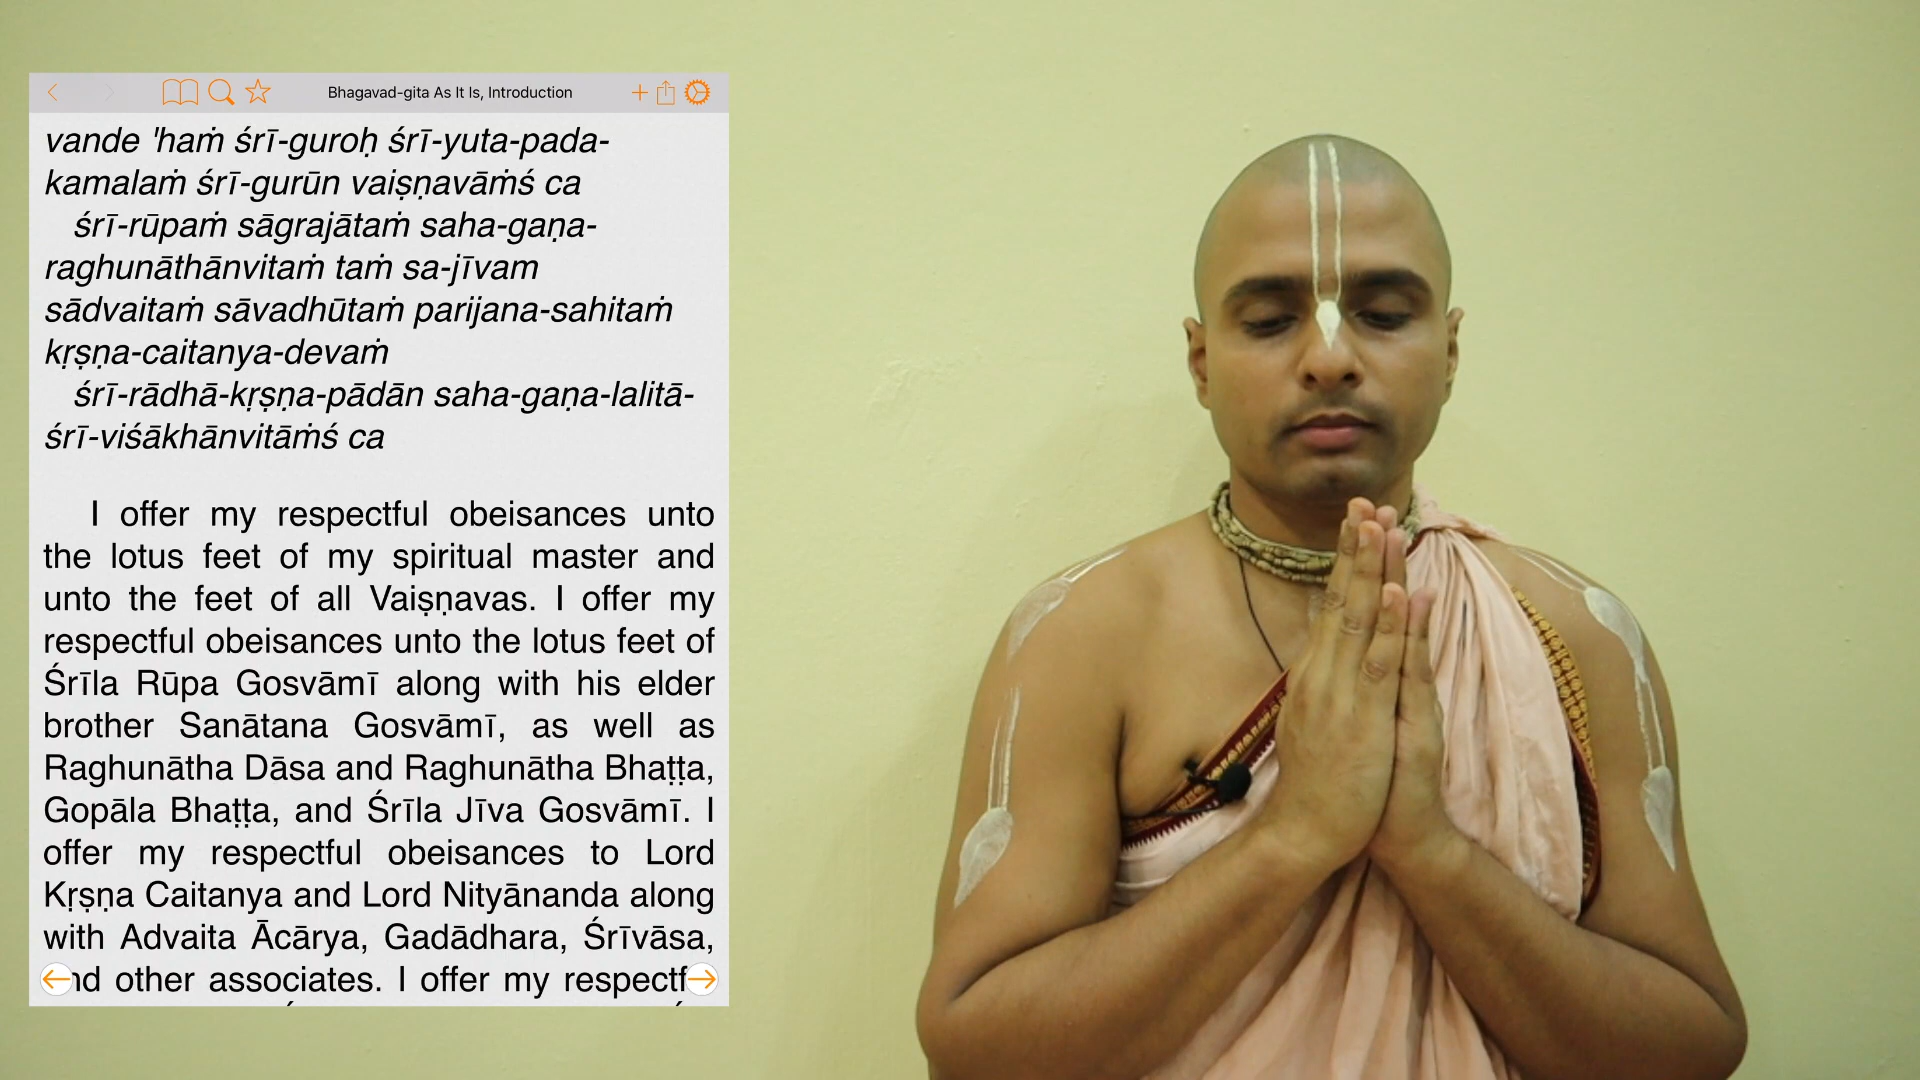 Bhagavad-gita As It Is, Introduction
vande 'haṁ śrī-guroḥ śrī-yuta-pada-
kamalaṁ śrī-gurūn vaiṣṇavāṁś ca
śrī-rūpaṁ sāgrajātaṁ saha-gaṇa-
raghunāthānvitaṁ taṁ sa-jīvam
sādvaitaṁ sāvadhūtaṁ parijana-sahitaṁ
kṛṣṇa-caitanya-devaṁ
śrī-rādhā-kṛṣṇa-pādān saha-gaṇa-lalitā-
śrī-viśākhānvitāṁś ca
I offer my respectful obeisances unto
the lotus feet of my spiritual master and
unto the feet of all Vaiṣṇavas. I offer my
respectful obeisances unto the lotus feet of
Śrīla Rūpa Gosvāmī along with his elder
brother Sanātana Gosvāmī, as well as
Raghunātha Dāsa and Raghunātha Bhaṭṭa,
Gopāla Bhaṭṭa, and Śrīla Jīva Gosvāmī. I
offer my respectful obeisances to Lord
Kṛṣṇa Caitanya and Lord Nityānanda along
with Advaita Ācārya, Gadādhara, Śrīvāsa,
other associates. I offer my